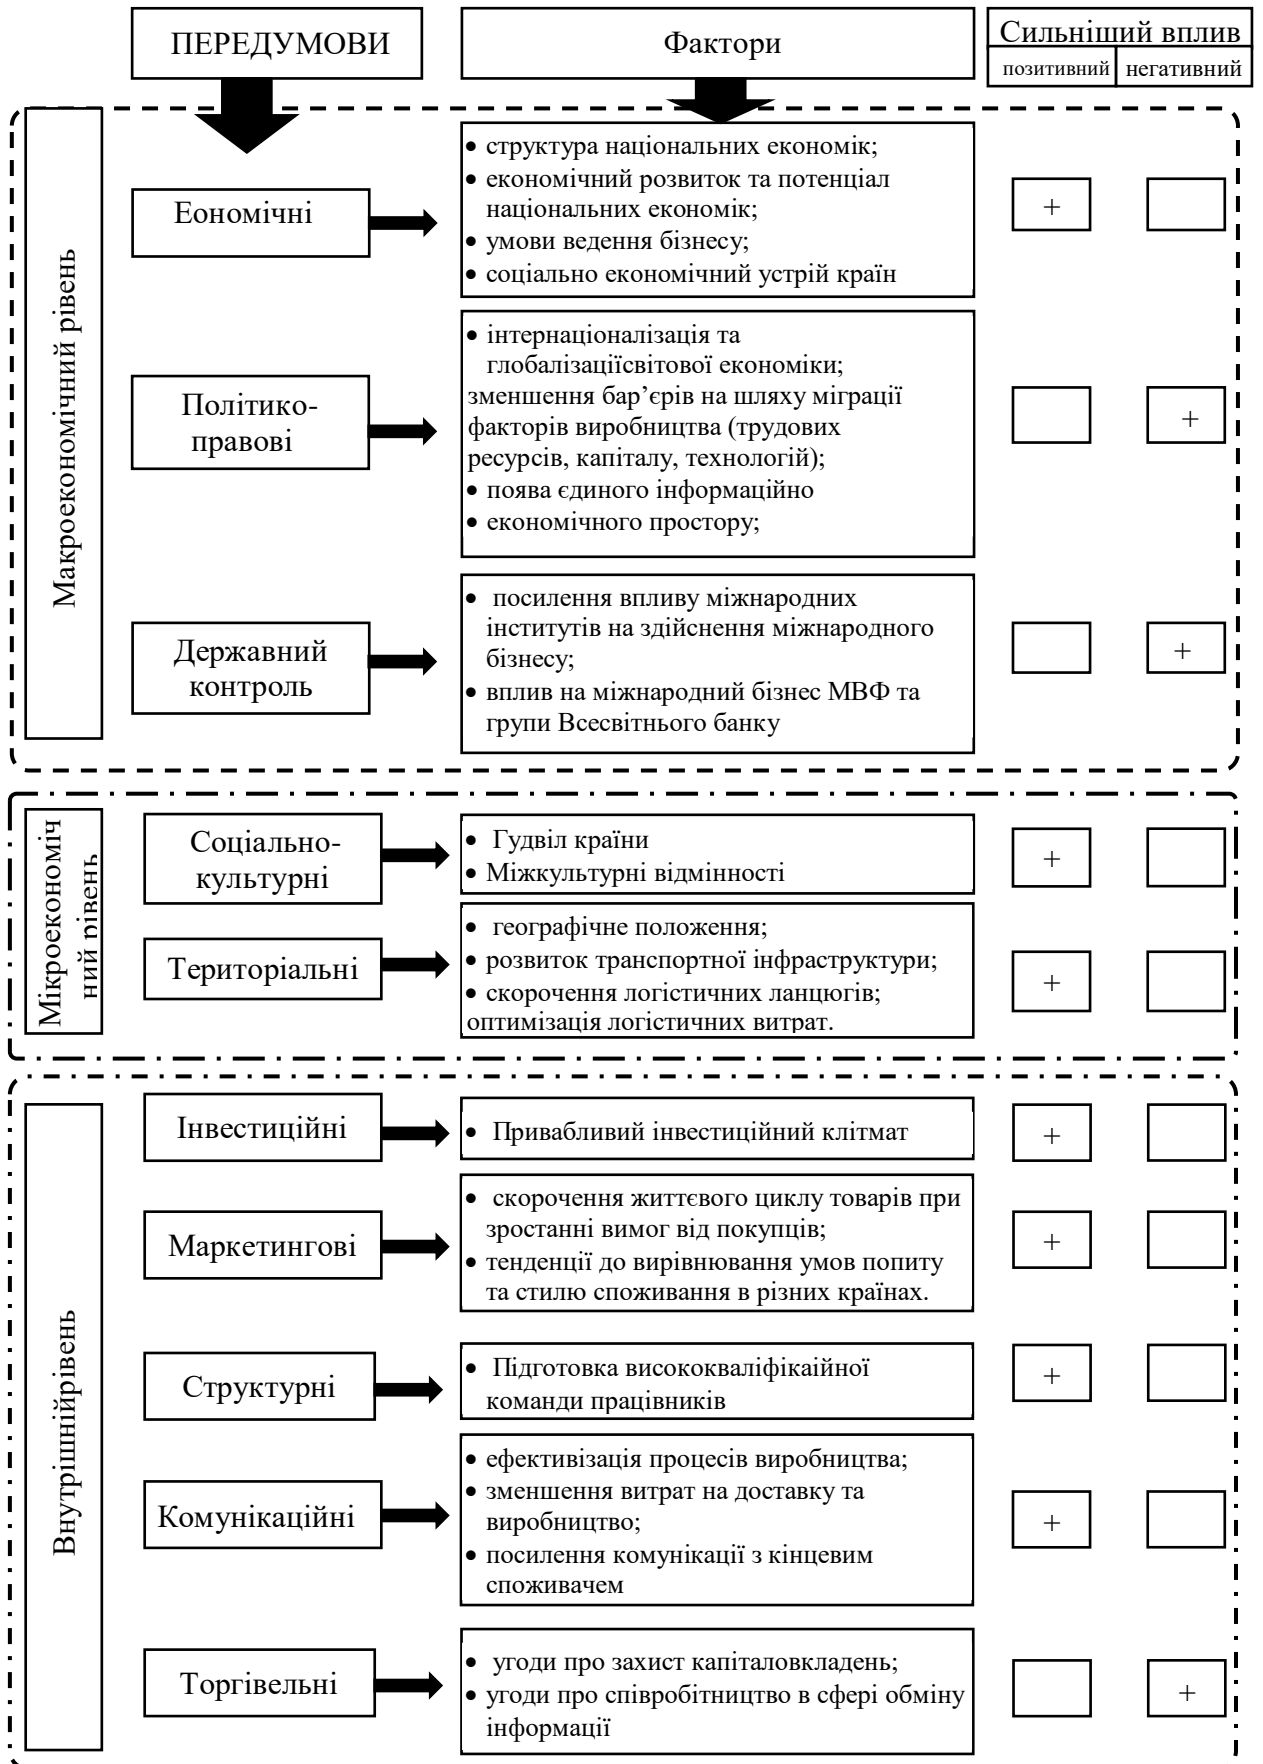 ПЕРЕДУМОВИ
Фактори
Сильніший вплив
позитивний
негативний
Макроекономічний рівень
Еономічні
• структура національних економік;
• економічний розвиток та потенціал
національних економік;
• умови ведення бізнесу;
• соціально економічний устрій країн
+
Політико-
правові
• інтернаціоналізація та
глобалізаціїсвітової економіки;
зменшення бар’єрів на шляху міграції
факторів виробництва (трудових
ресурсів, капіталу, технологій);
• поява єдиного інформаційно
• економічного простору;
+
Державний
контроль
• посилення впливу міжнародних
інститутів на здійснення міжнародного
бізнесу;
• вплив на міжнародний бізнес МВФ та
групи Всесвітнього банку
+
Мікроекономіч
ний рівень
Соціально-
культурні
• Гудвіл країни
• Міжкультурні відмінності
+
Територіальні
• географічне положення;
• розвиток транспортної інфраструктури;
• скорочення логістичних ланцюгів;
оптимізація логістичних витрат.
+
Внутрішнійрівень
Інвестиційні
• Привабливий інвестиційний клітмат
+
Маркетингові
• скорочення життєвого циклу товарів при
зростанні вимог від покупців;
• тенденції до вирівнювання умов попиту
та стилю споживання в різних країнах.
+
Структурні
• Підготовка висококваліфікаійної
команди працівників
+
Комунікаційні
• ефективізація процесів виробництва;
• зменшення витрат на доставку та
виробництво;
• посилення комунікації з кінцевим
споживачем
+
Торгівельні
• угоди про захист капіталовкладень;
• угоди про співробітництво в сфері обміну
інформації
+